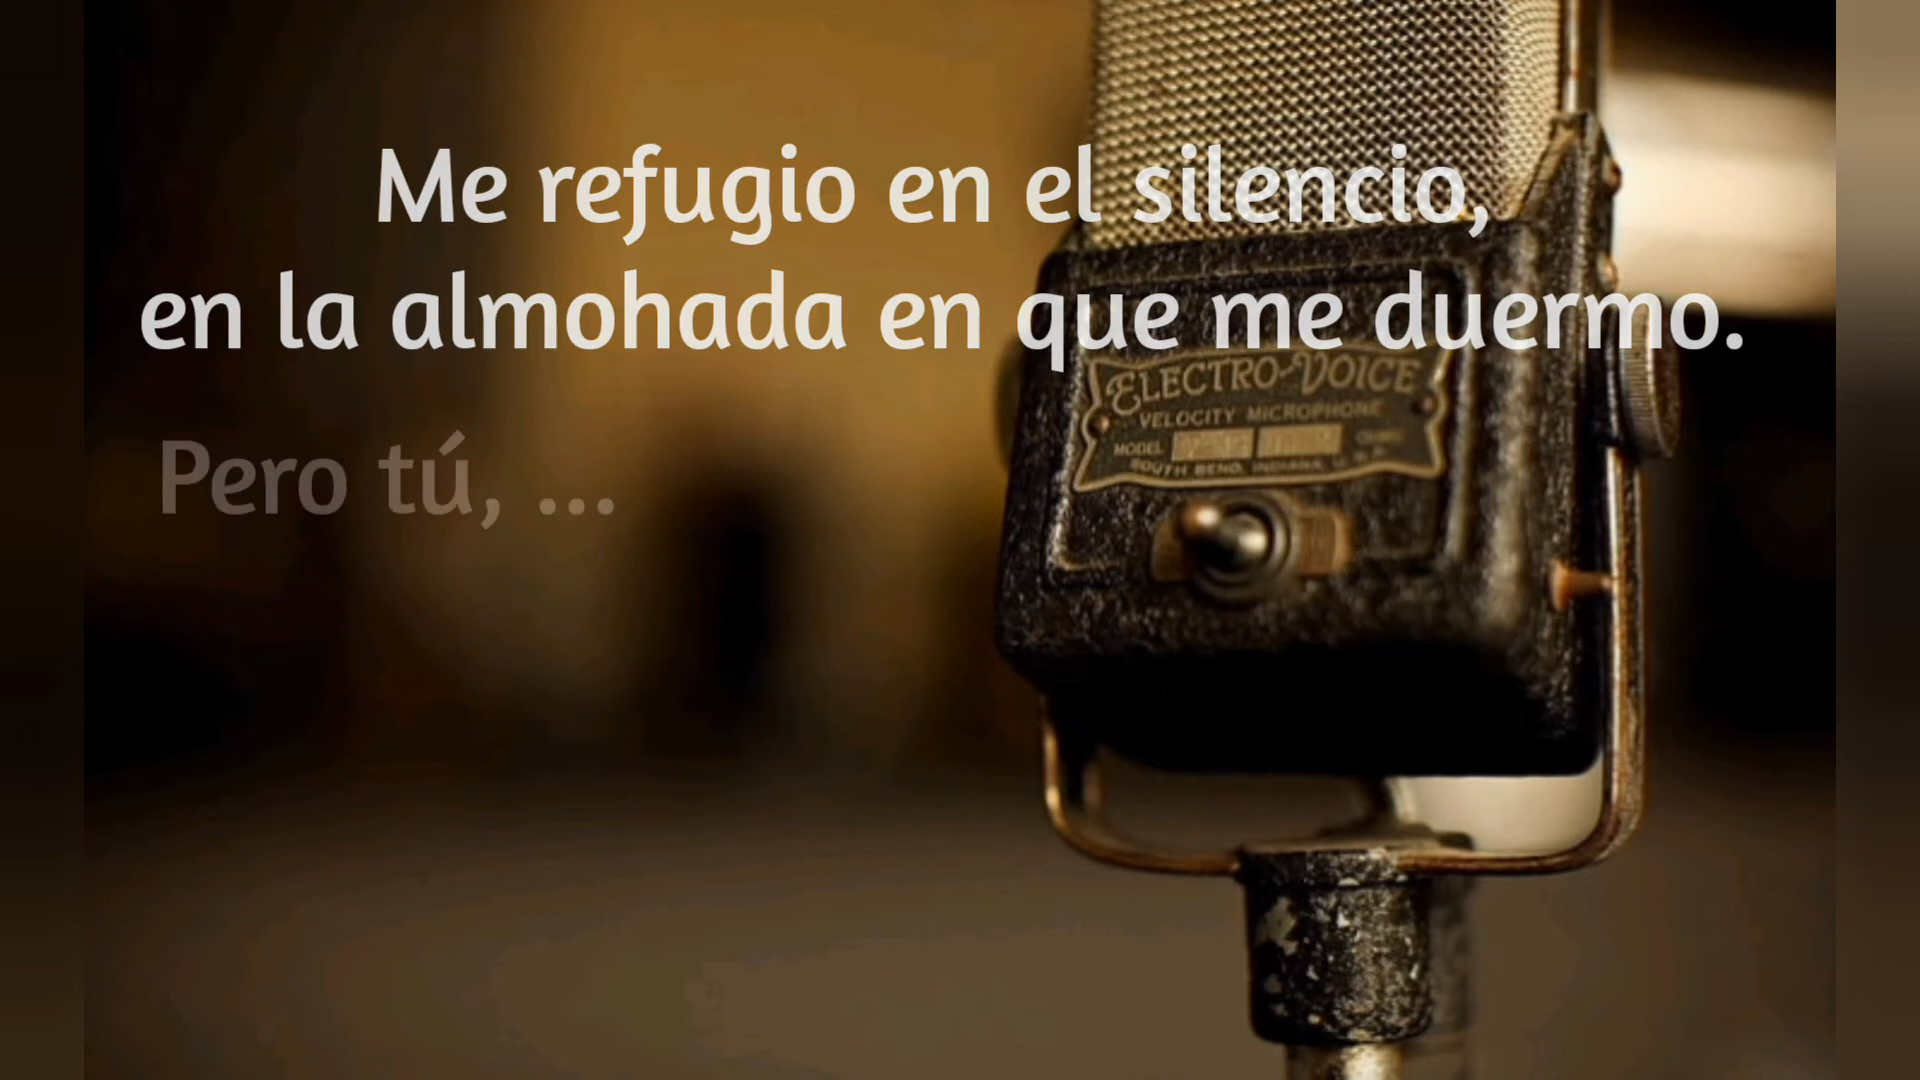 Me refugio en el silencio,
en la almohada en que me duermo.
Pero tú, ...
ELECTRO-VOICE
VELOCITY MICROPHONE
MODEL
SOUTH BEND, INDIANA, U.S.A.